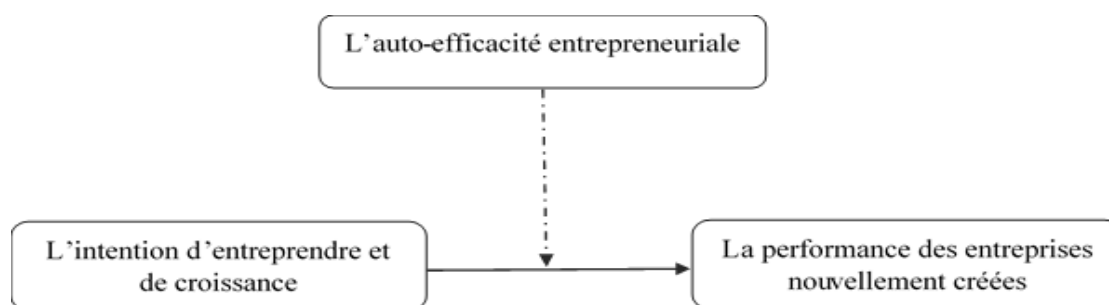 L'auto-efficacité entrepreneuriale
L'intention d'entreprendre et
de croissance
La performance des entreprises
nouvellement créées